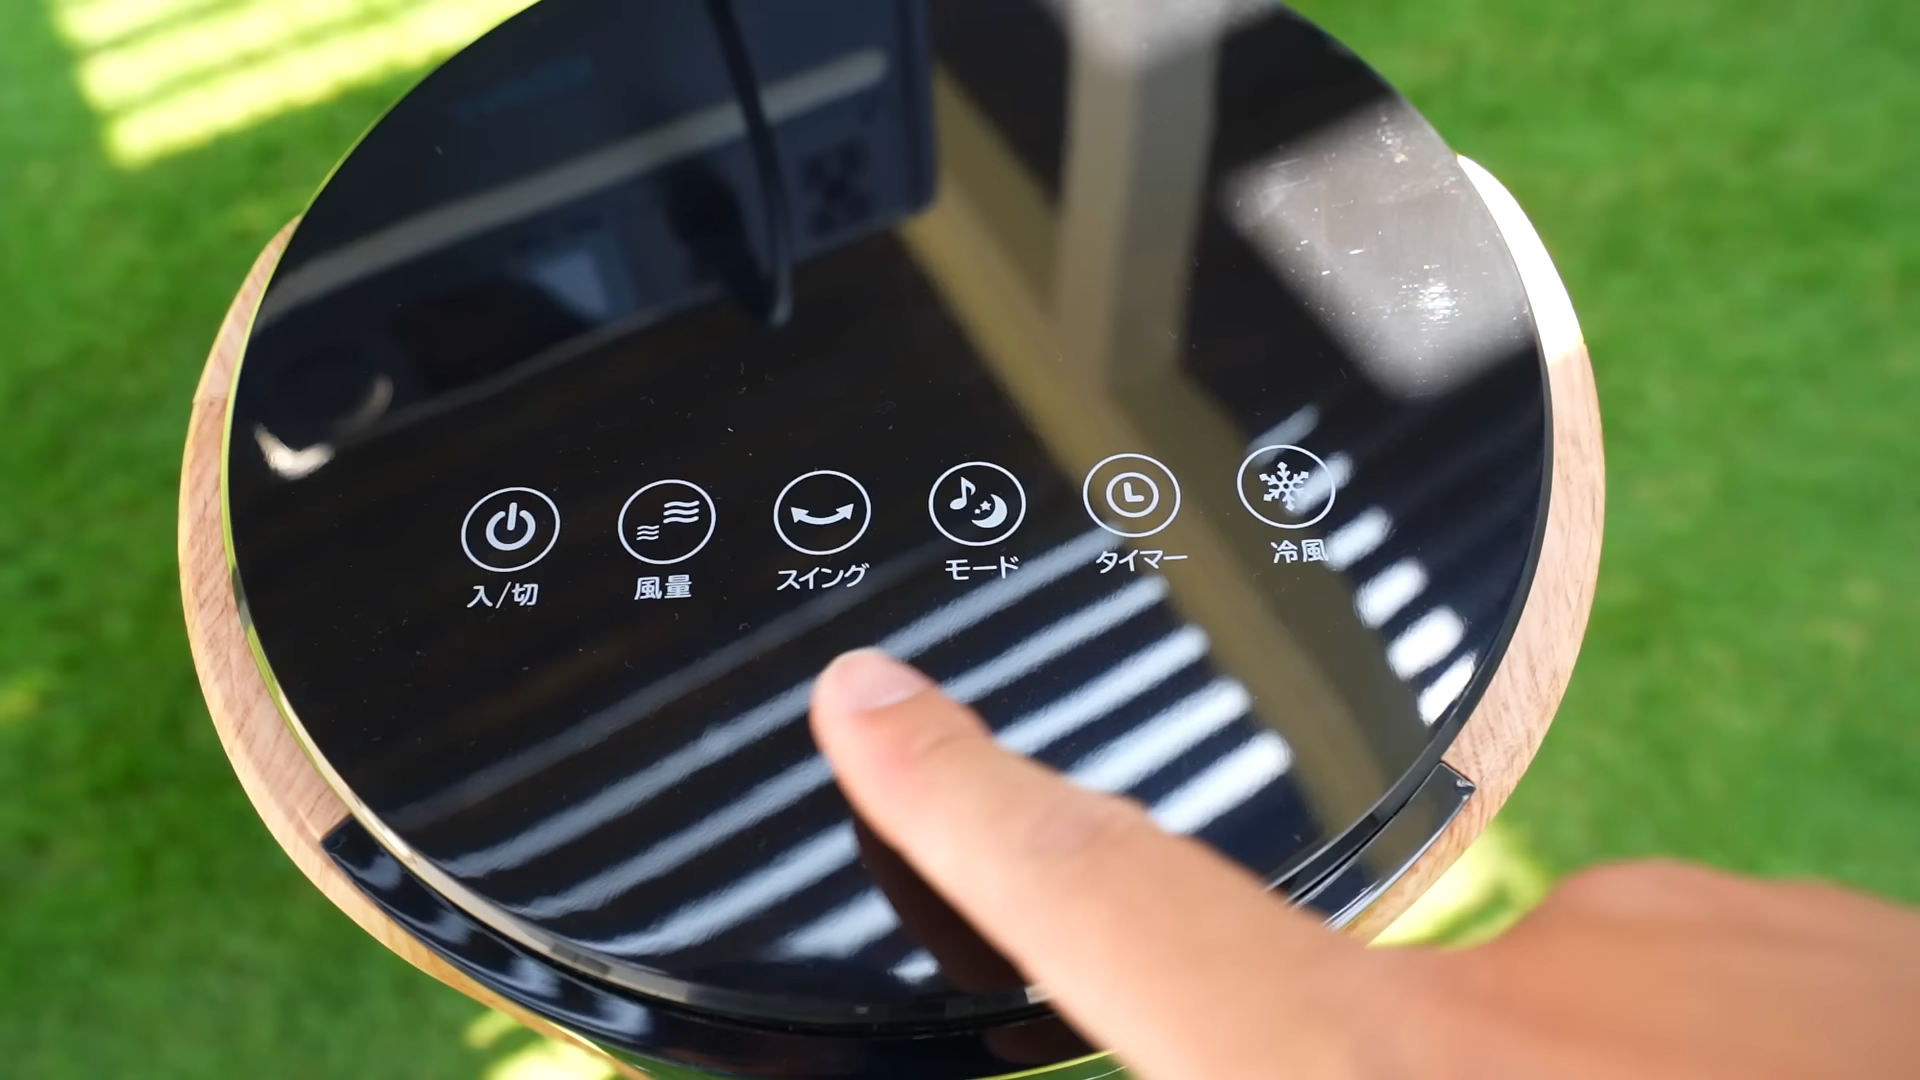 入/切
風量
スイング
モード
タイマー
冷風